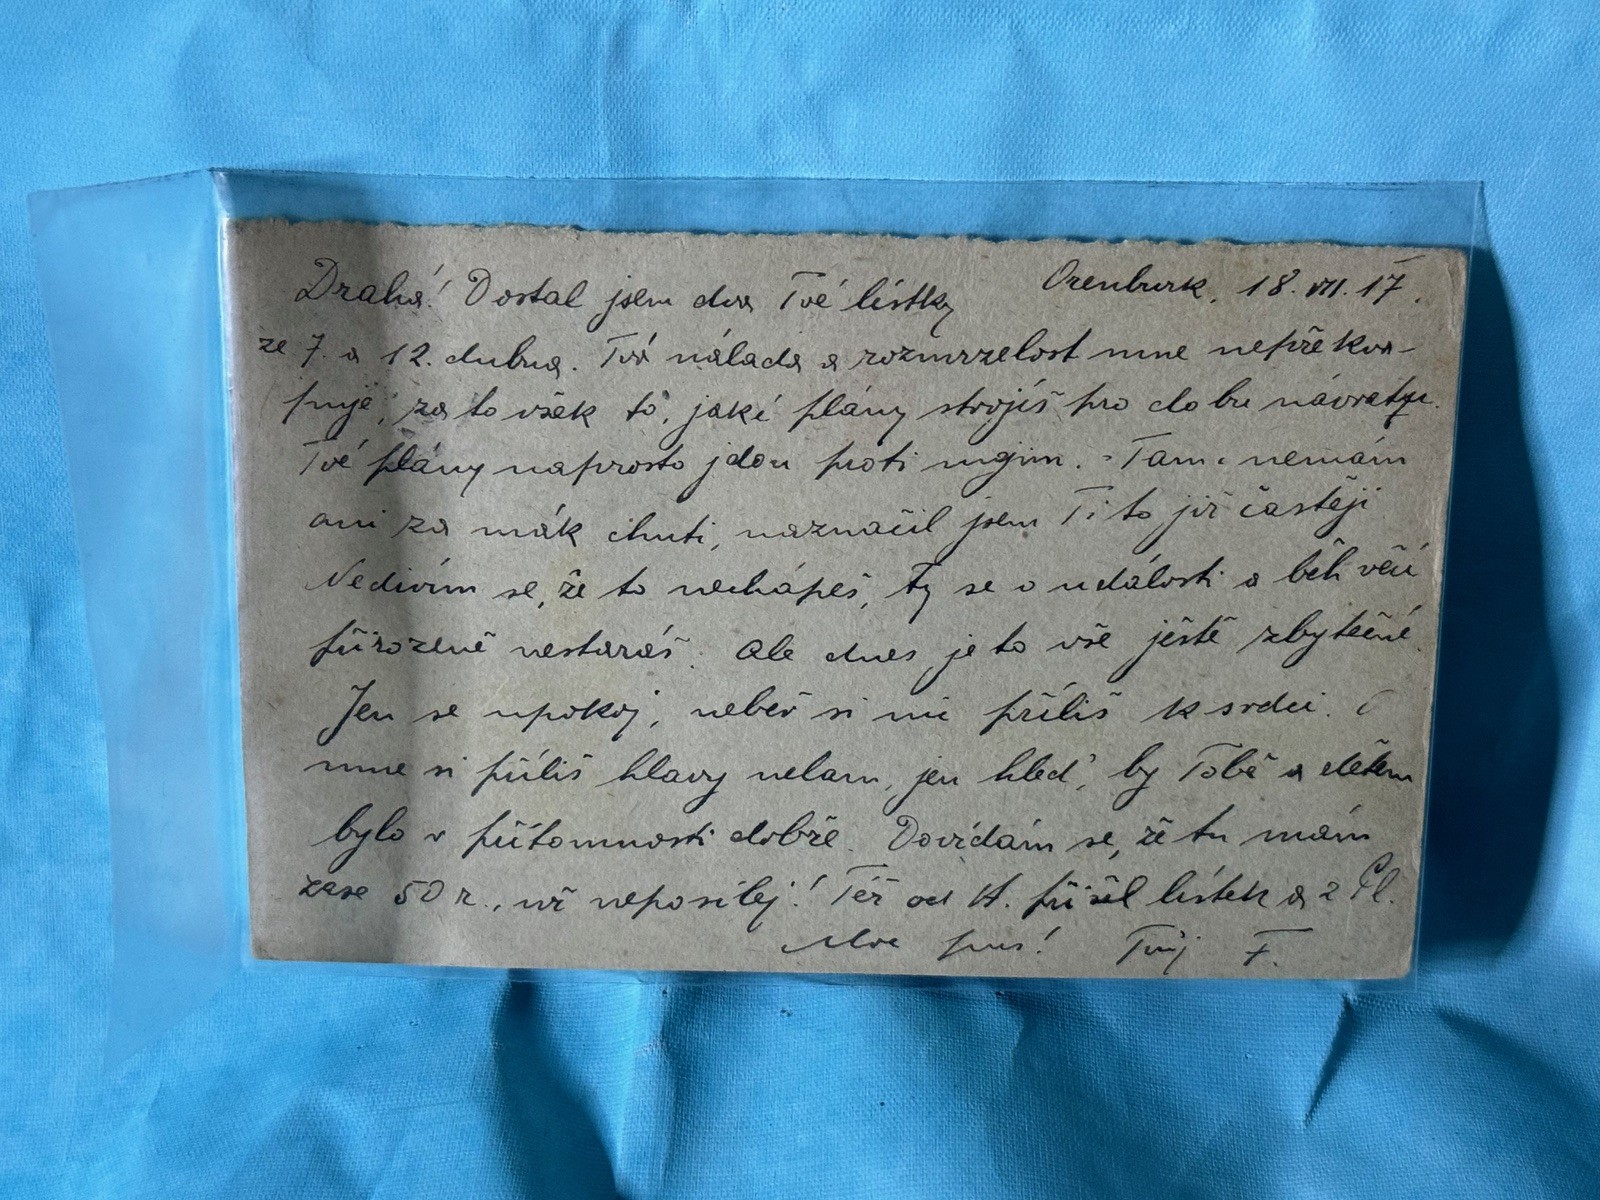 Orenburk, 18. VII. 17.
Drahá! Dostal jsem dva Tvé lístky
ze 7. a 12. dubna. Tvá nálada a rozmrzelost mne nepřekva-
puje, za to však to, jaké plány strojíš pro dobu návratu.
Tvé plány naprosto jdou proti mým. Tam nemám
ani za mák chuti, naznačil jsem Ti to již častěji
Nedivím se, že to nechápeš, Ty se o události a běh věcí
přirozeně nestaráš. Ale dnes je to vše ještě zbytečné.
Jen se upokoj, neber si nic příliš k srdci.
mne si příliš hlavy nelam, jen hleď, by Tobě a dětem
bylo v přítomnosti dobře. Dovídám se, že tu mám
zase 50 r., víc neposílej! Též od A. přišel lístek a z Pl.
pus! Tvůj F.